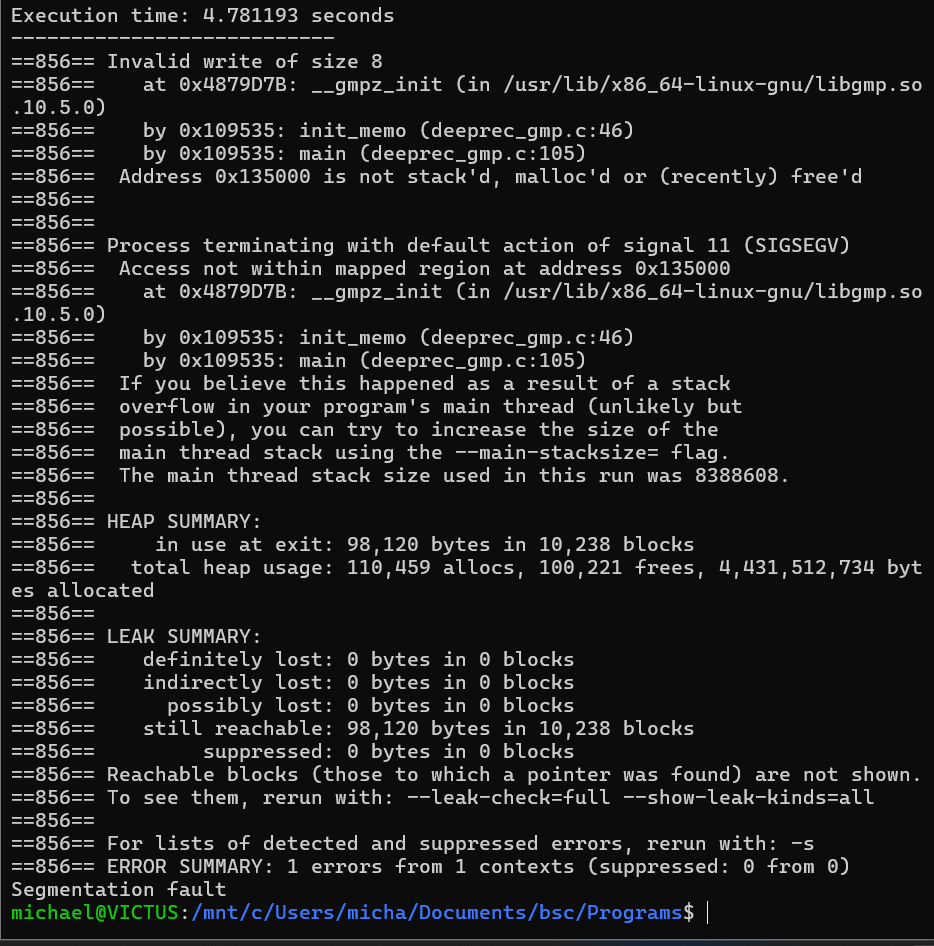 Execution time: 4.781193 seconds
---------------------------
==856== Invalid write of size 8
==856==    at 0x4879D7B: __gmpz_init (in /usr/lib/x86_64-linux-gnu/libgmp.so
.10.5.0)
==856==    by 0x109535: init_memo (deeprec_gmp.c:46)
==856==    by 0x109535: main (deeprec_gmp.c:105)
==856==  Address 0x135000 is not stack'd, malloc'd or (recently) free'd
==856==
==856==
==856== Process terminating with default action of signal 11 (SIGSEGV)
==856==  Access not within mapped region at address 0x135000
==856==    at 0x4879D7B: __gmpz_init (in /usr/lib/x86_64-linux-gnu/libgmp.so
.10.5.0)
==856==    by 0x109535: init_memo (deeprec_gmp.c:46)
==856==    by 0x109535: main (deeprec_gmp.c:105)
==856==  If you believe this happened as a result of a stack
==856==  overflow in your program's main thread (unlikely but
==856==  possible), you can try to increase the size of the
==856==  main thread stack using the --main-stacksize= flag.
==856==  The main thread stack size used in this run was 8388608.
==856==
==856== HEAP SUMMARY:
==856==     in use at exit: 98,120 bytes in 10,238 blocks
==856==   total heap usage: 110,459 allocs, 100,221 frees, 4,431,512,734 byt
es allocated
==856==
==856== LEAK SUMMARY:
==856==    definitely lost: 0 bytes in 0 blocks
==856==    indirectly lost: 0 bytes in 0 blocks
==856==      possibly lost: 0 bytes in 0 blocks
==856==    still reachable: 98,120 bytes in 10,238 blocks
==856==         suppressed: 0 bytes in 0 blocks
==856== Reachable blocks (those to which a pointer was found) are not shown.
==856== To see them, rerun with: --leak-check=full --show-leak-kinds=all
==856==
==856== For lists of detected and suppressed errors, rerun with: -s
==856== ERROR SUMMARY: 1 errors from 1 contexts (suppressed: 0 from 0)
Segmentation fault
michael@VICTUS:/mnt/c/Users/micha/Documents/bsc/Programs$